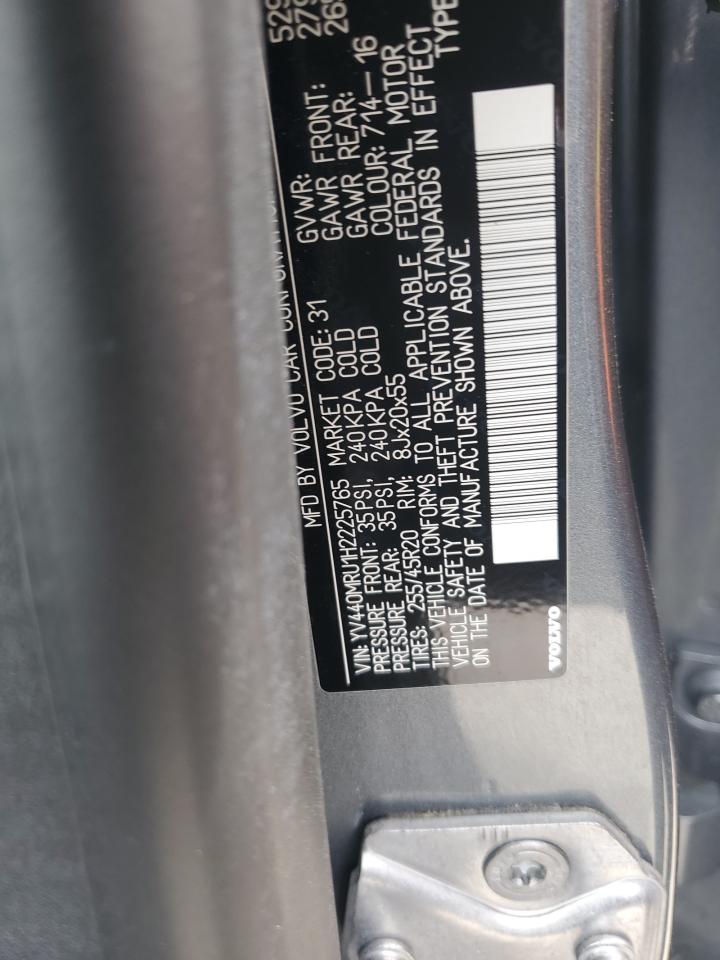 MFD BY VOLVO CAR CORPORATION
VIN: YV440MRU1H2225765 MARKET CODE: 31 GVWR: 529
PRESSURE FRONT: 35PSI, 240KPA COLD GAWR FRONT: 279
PRESSURE REAR: 35PSI, 240KPA COLD GAWR REAR: 26
TIRES: 255/45R20 RIM: 8Jx20x55 COLOUR: 714-16
THIS VEHICLE CONFORMS TO ALL APPLICABLE FEDERAL MOTOR
VEHICLE SAFETY AND THEFT PREVENTION STANDARDS IN EFFECT
ON THE DATE OF MANUFACTURE SHOWN ABOVE. TYPE
VOLVO